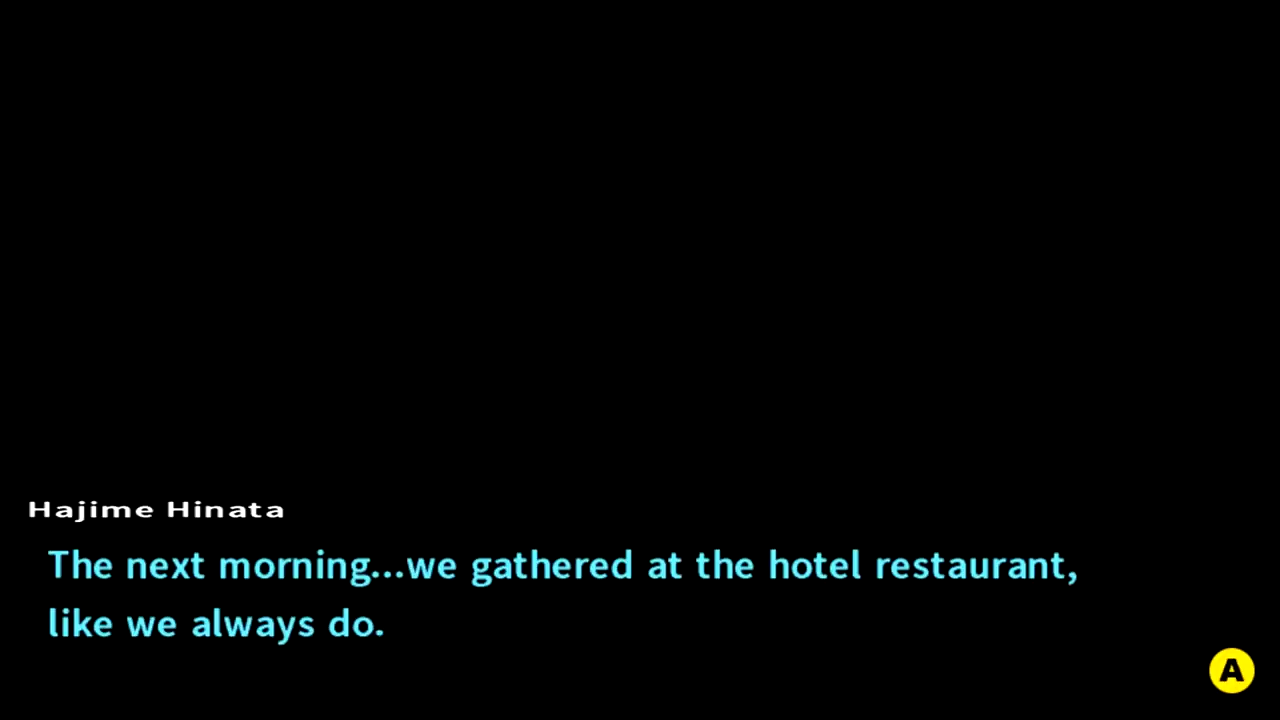 Hajime Hinata
The next morning...we gathered at the hotel restaurant,
like we always do.
A